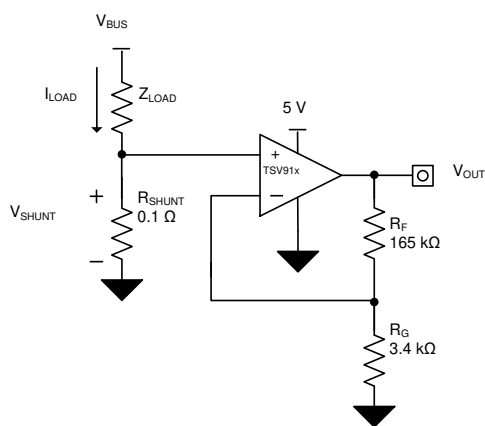 VBUS
ILOAD
ZLOAD
5 V
+
TSV91x
−
VOUT
+
VSHUNT
−
RSHUNT
0.1 Ω
RF
165 kΩ
RG
3.4 kΩ